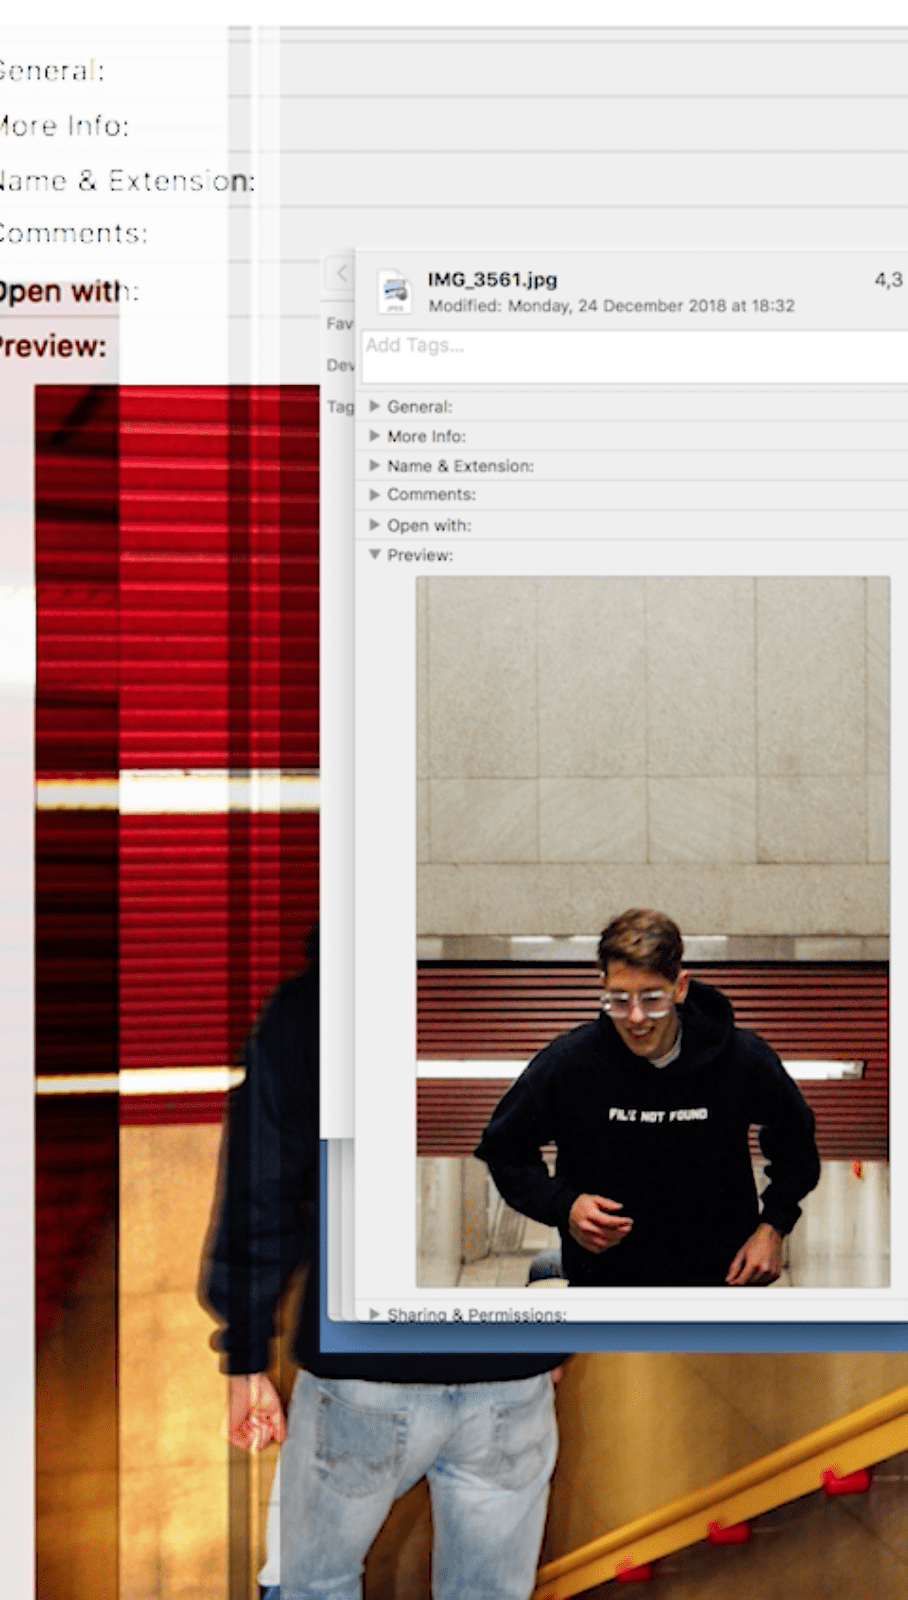 General:
More Info:
Name & Extension:
Comments:
Open with:
Preview:
IMG_3561.jpg
4,3
Modified: Monday, 24 December 2018 at 18:32
Fav
Add Tags...
Dev
Tag
General:
More Info:
Name & Extension:
Comments:
Open with:
Preview:
FILE NOT FOUND
Sharing & Permissions: